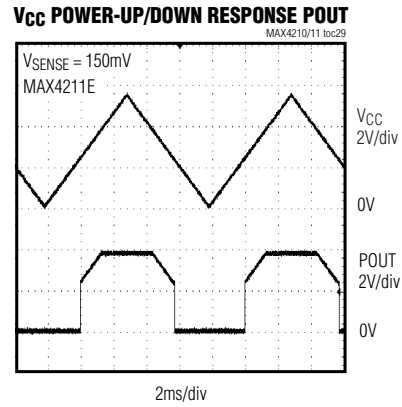 VCC POWER-UP/DOWN RESPONSE POUT
MAX4210/11 toc29
VSENSE = 150mV
MAX4211E
VCC
2V/div
0V
POUT
2V/div
0V
2ms/div